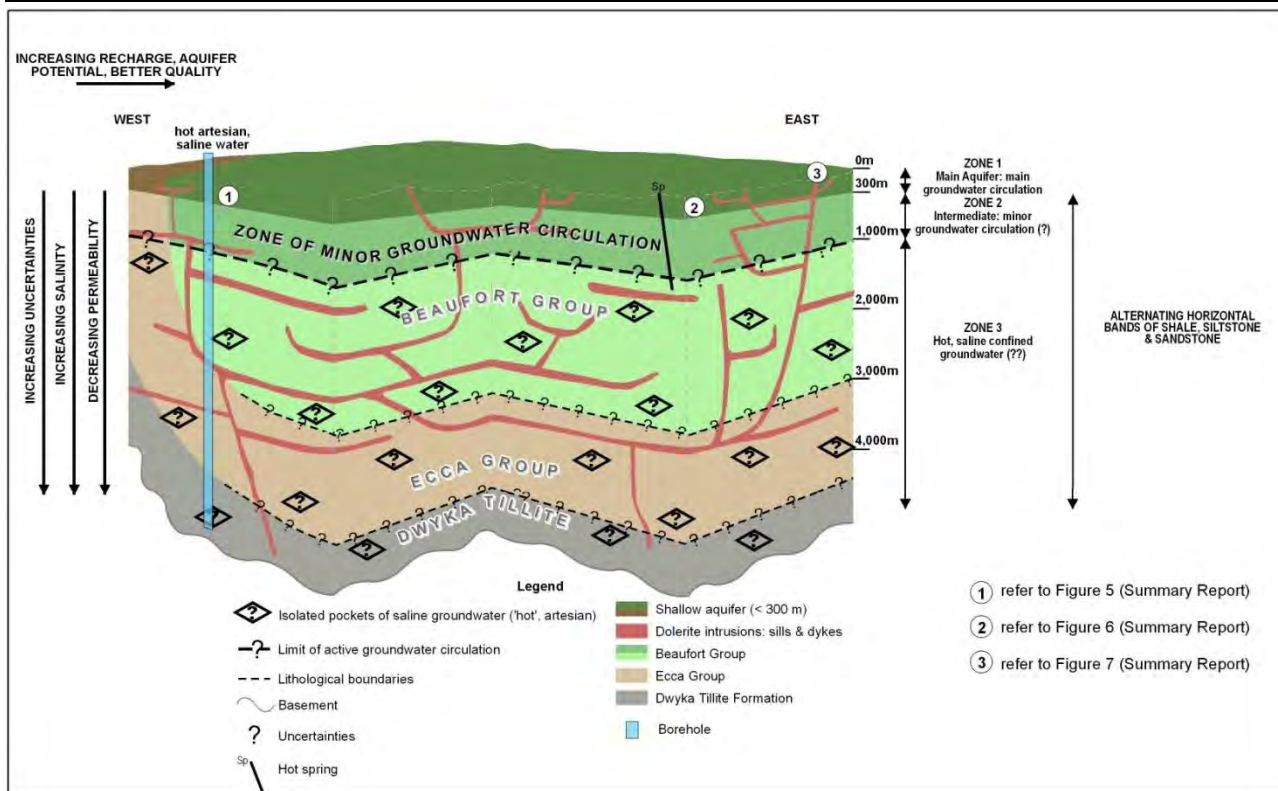 INCREASING RECHARGE, AQUIFER
POTENTIAL, BETTER QUALITY
WEST
EAST
hot artesian,
saline water
INCREASING UNCERTAINTIES
INCREASING SALINITY
DECREASING PERMEABILITY
1
Sp
2
3
ZONE OF MINOR GROUNDWATER CIRCULATION
BEAUFORT GROUP
ECCA GROUP
DWYKA TILLITE
0m
300m
1,000m
2,000m
3,000m
4,000m
ZONE 1
Main Aquifer: main
groundwater circulation
ZONE 2
Intermediate: minor
groundwater circulation (?)
ZONE 3
Hot, saline confined
groundwater (??)
ALTERNATING HORIZONTAL
BANDS OF SHALE, SILTSTONE
& SANDSTONE
Legend
? Isolated pockets of saline groundwater ('hot', artesian)
? Limit of active groundwater circulation
Lithological boundaries
Basement
? Uncertainties
Sp Hot spring
Shallow aquifer (< 300 m)
Dolerite intrusions: sills & dykes
Beaufort Group
Ecca Group
Dwyka Tillite Formation
Borehole
1 refer to Figure 5 (Summary Report)
2 refer to Figure 6 (Summary Report)
3 refer to Figure 7 (Summary Report)